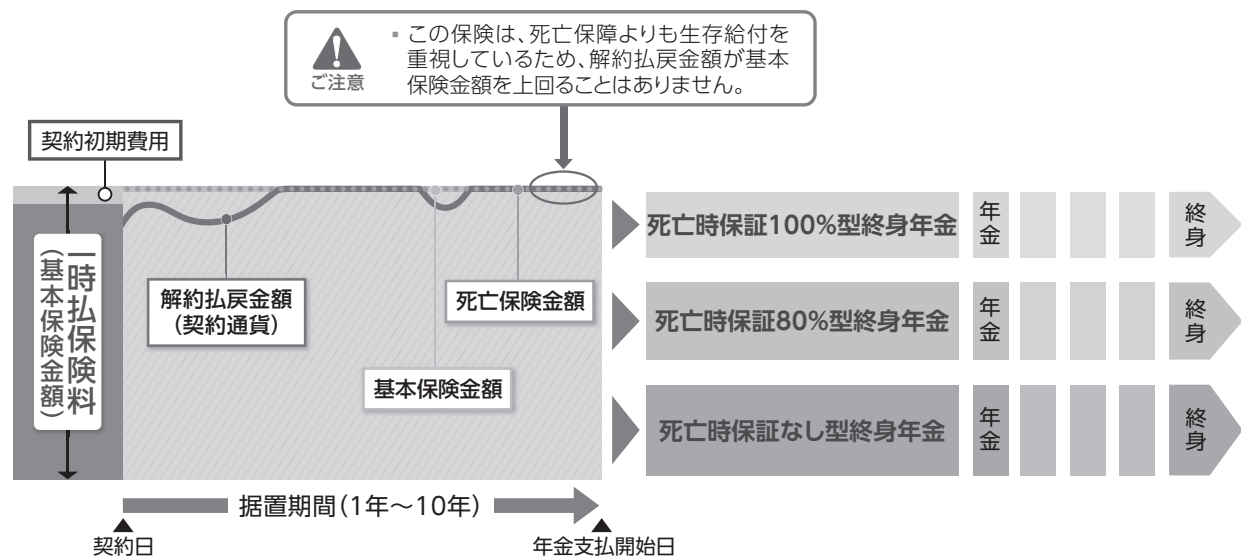 ▪ この保険は、死亡保障よりも生存給付を
重視しているため、解約払戻金額が基本
保険金額を上回ることはありません。
ご注意
契約初期費用
一時払保険料
（基本保険金額）
解約払戻金額
（契約通貨）
死亡保険金額
基本保険金額
死亡時保証100%型終身年金
年金
終身
死亡時保証80%型終身年金
年金
終身
死亡時保証なし型終身年金
年金
終身
据置期間（1年～10年）
契約日
年金支払開始日